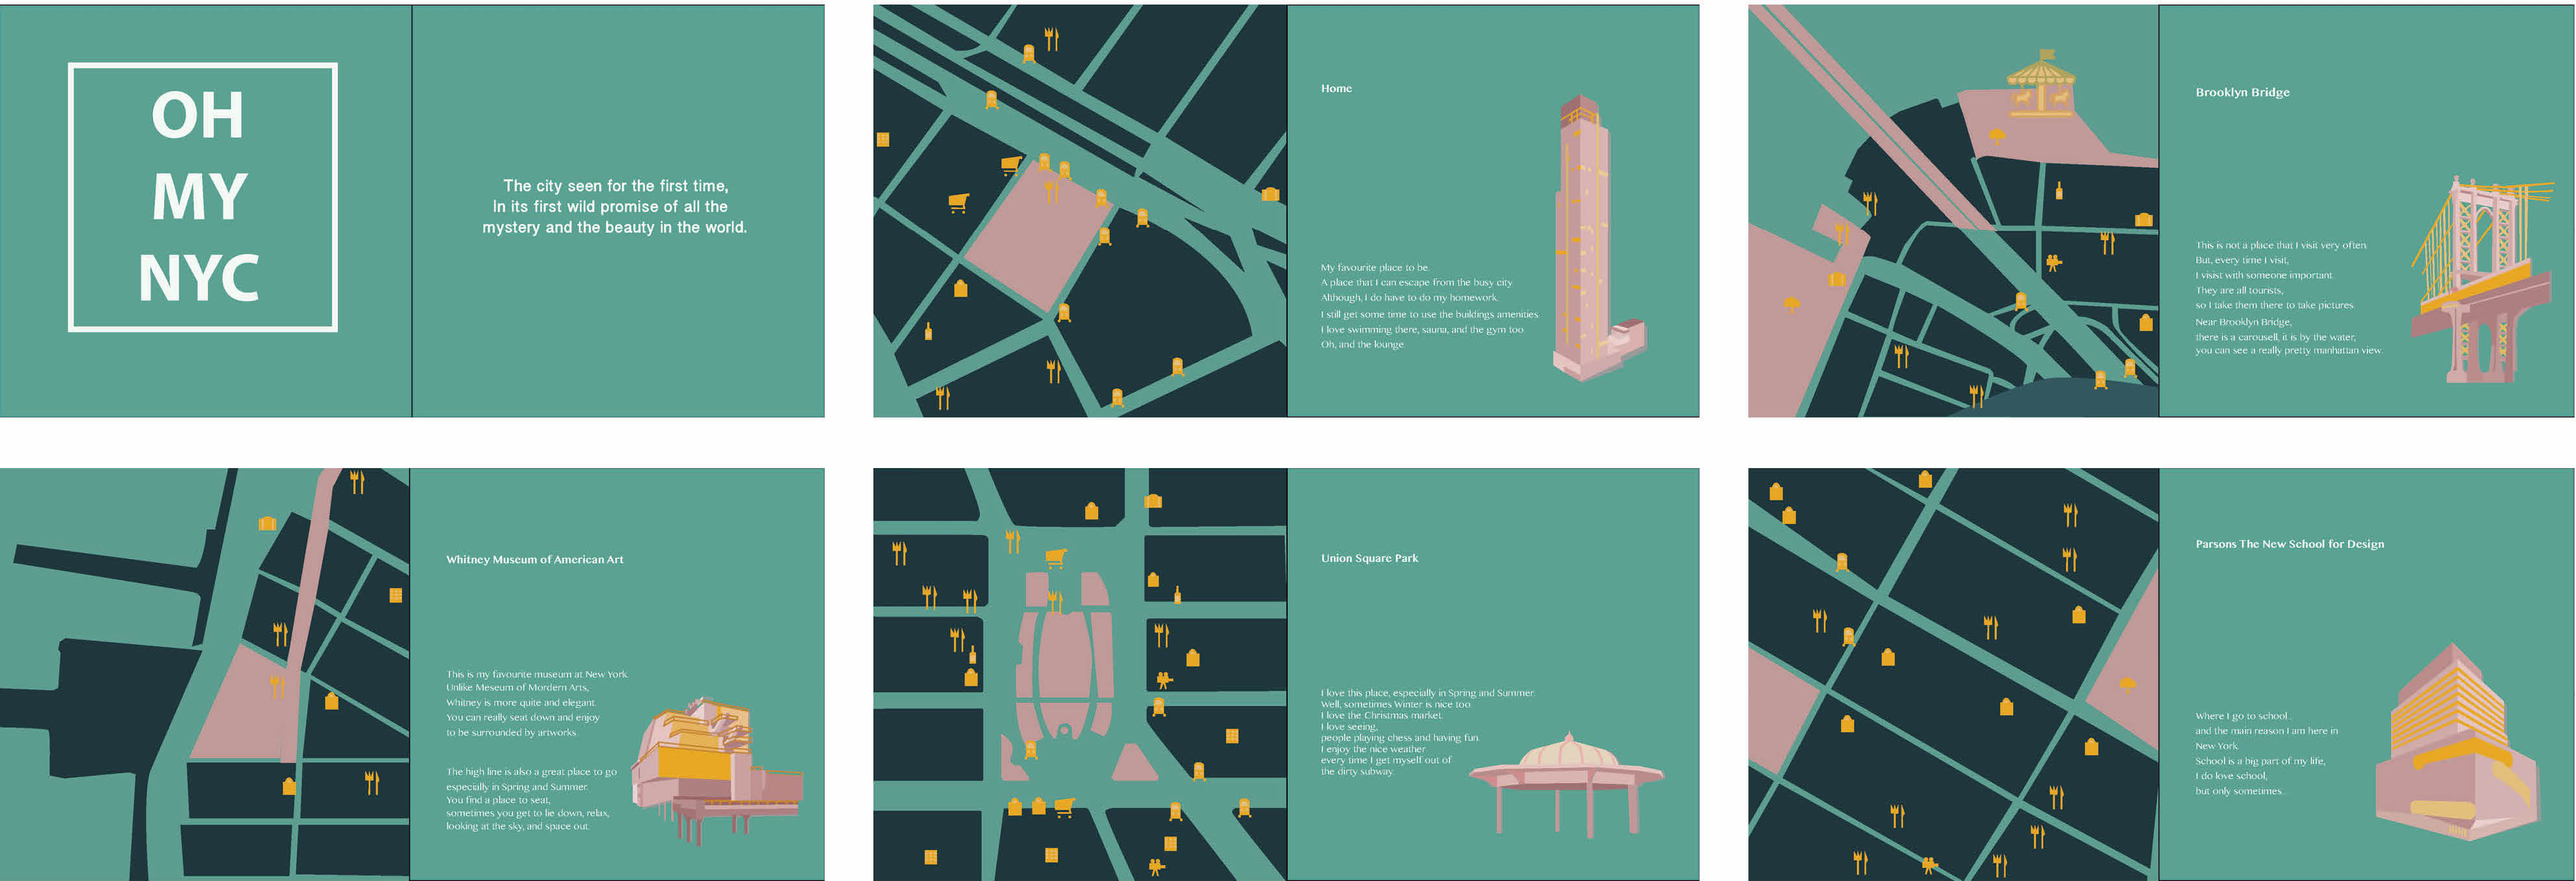 OH
MY
NYC
The city seen for the first time,
In its first wild promise of all the
mystery and the beauty in the world.
Home
My favourite place to be.
A place that I can escape from the busy city.
Although, I do have to do my homework.
I still get some time to use the buildings amenities.
I love swimming there, sauna, and the gym too.
Oh, and the lounge.
Brooklyn Bridge
This is not a place that I visit very often.
But, every time I visit,
I visist with someone important.
They are all tourists,
so I take them there to take pictures.
Near Brooklyn Bridge,
there is a carousell, it is by the water,
you can see a really pretty manhattan view.
Whitney Museum of American Art
This is my favourite museum at New York.
Unlike Meseum of Mordern Arts,
Whitney is more quite and elegant.
You can really seat down and enjoy
to be surrounded by artworks.
The high line is also a great place to go
especially in Spring and Summer.
You find a place to seat,
sometimes you get to lie down, relax,
looking at the sky, and space out.
Union Square Park
I love this place, especially in Spring and Summer.
Well, sometimes Winter is nice too.
I love the Christmas market.
I love seeing,
people playing chess and having fun.
I enjoy the nice weather
every time I get myself out of
the dirty subway.
Parsons The New School for Design
Where I go to school..
and the main reason I am here in
New York.
School is a big part of my life,
I do love school,
but only sometimes...